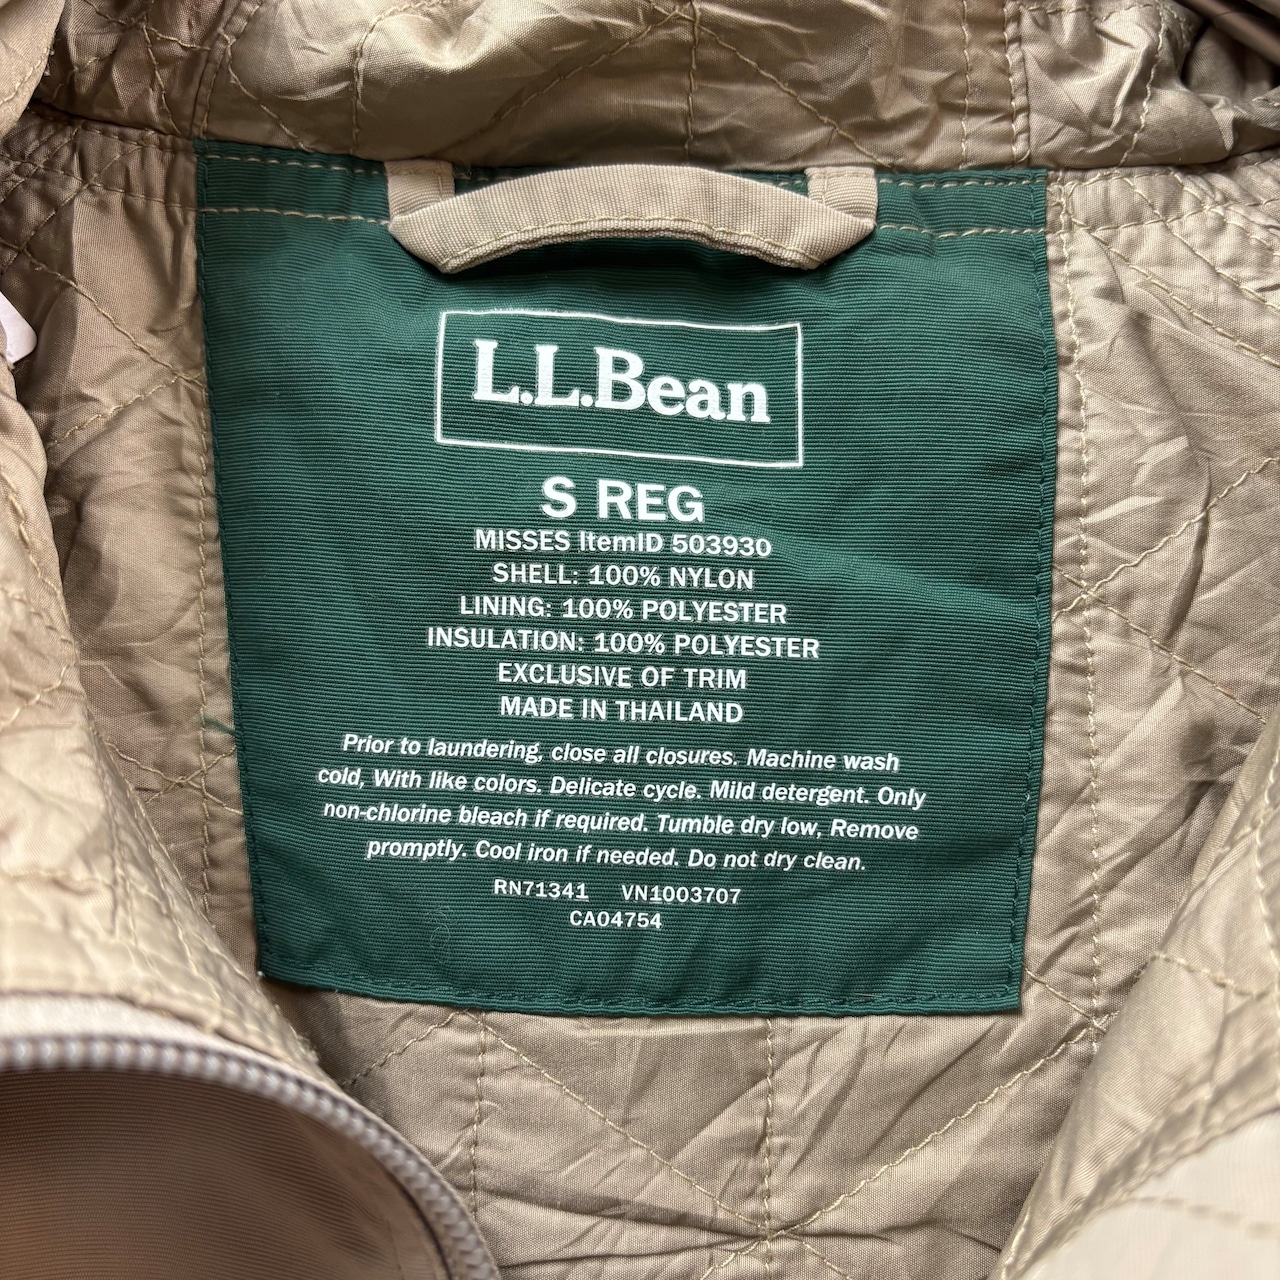 L.L.Bean
S REG
MISSES ItemID 503930
SHELL: 100% NYLON
LINING: 100% POLYESTER
INSULATION: 100% POLYESTER
EXCLUSIVE OF TRIM
MADE IN THAILAND
Prior to laundering, close all closures. Machine wash
cold, With like colors. Delicate cycle. Mild detergent. Only
non-chlorine bleach if required. Tumble dry low, Remove
promptly. Cool iron if needed. Do not dry clean.
RN71341 VN1003707
CA04754